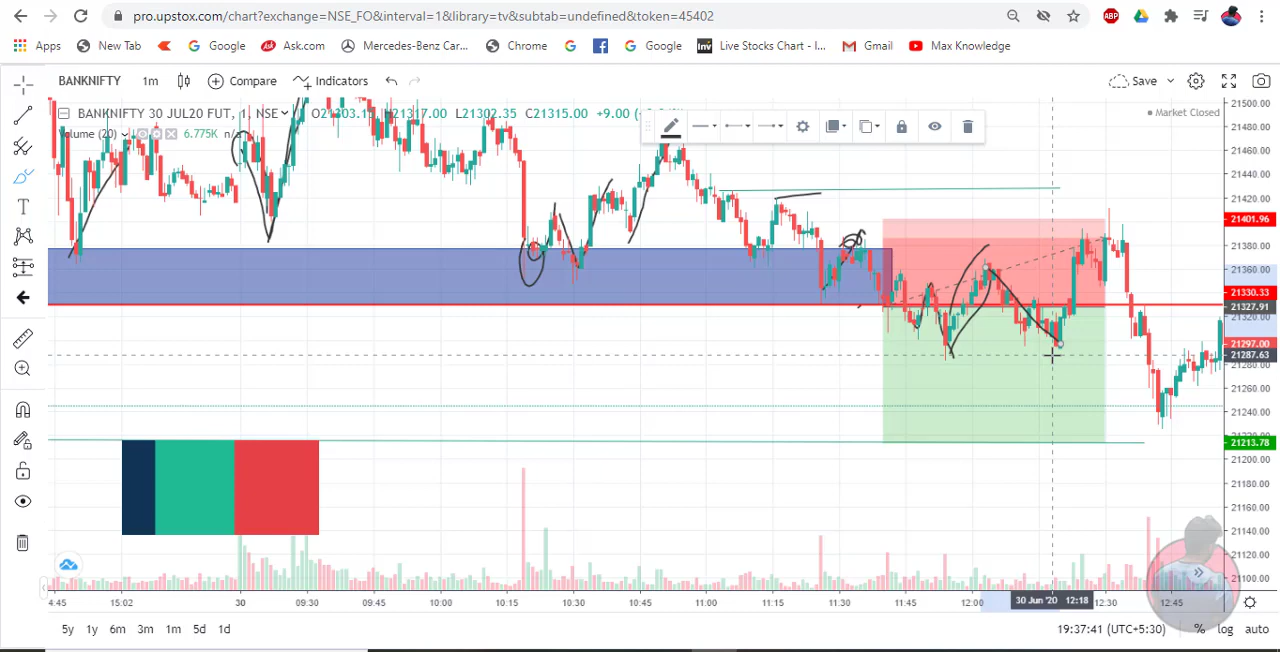 pro.upstox.com/chart?exchange=NSE_FO&interval=1&library=tv&subtab=undefined&token=45402
ABP
Apps New Tab Google Ask.com Mercedes-Benz Ca... Chrome Google Inv Live Stocks Chart - I... Gmail Max Knowledge
BANKNIFTY 1m Compare Indicators Save
BANKNIFTY 30 JUL20 FUT, 1, NSE H21317.00 L21302.35 C21315.00 +9.00
Market Closed
(20) 6.775K n/a
21500.00
21480.00
21460.00
21440.00
21420.00
21401.96
21380.00
21360.00
21330.33
21327.91
21297.00
21287.63
21260.00
21240.00
21213.78
21200.00
21180.00
21160.00
21140.00
21120.00
21100.00
4:45 15:02 30 09:30 09:45 10:00 10:15 10:30 10:45 11:00 11:15 11:30 11:45 12:00 30 Jun '20 12:18 12:30 12:45
5y 1y 6m 3m 1m 5d 1d 19:37:41 (UTC+5:30) % log auto